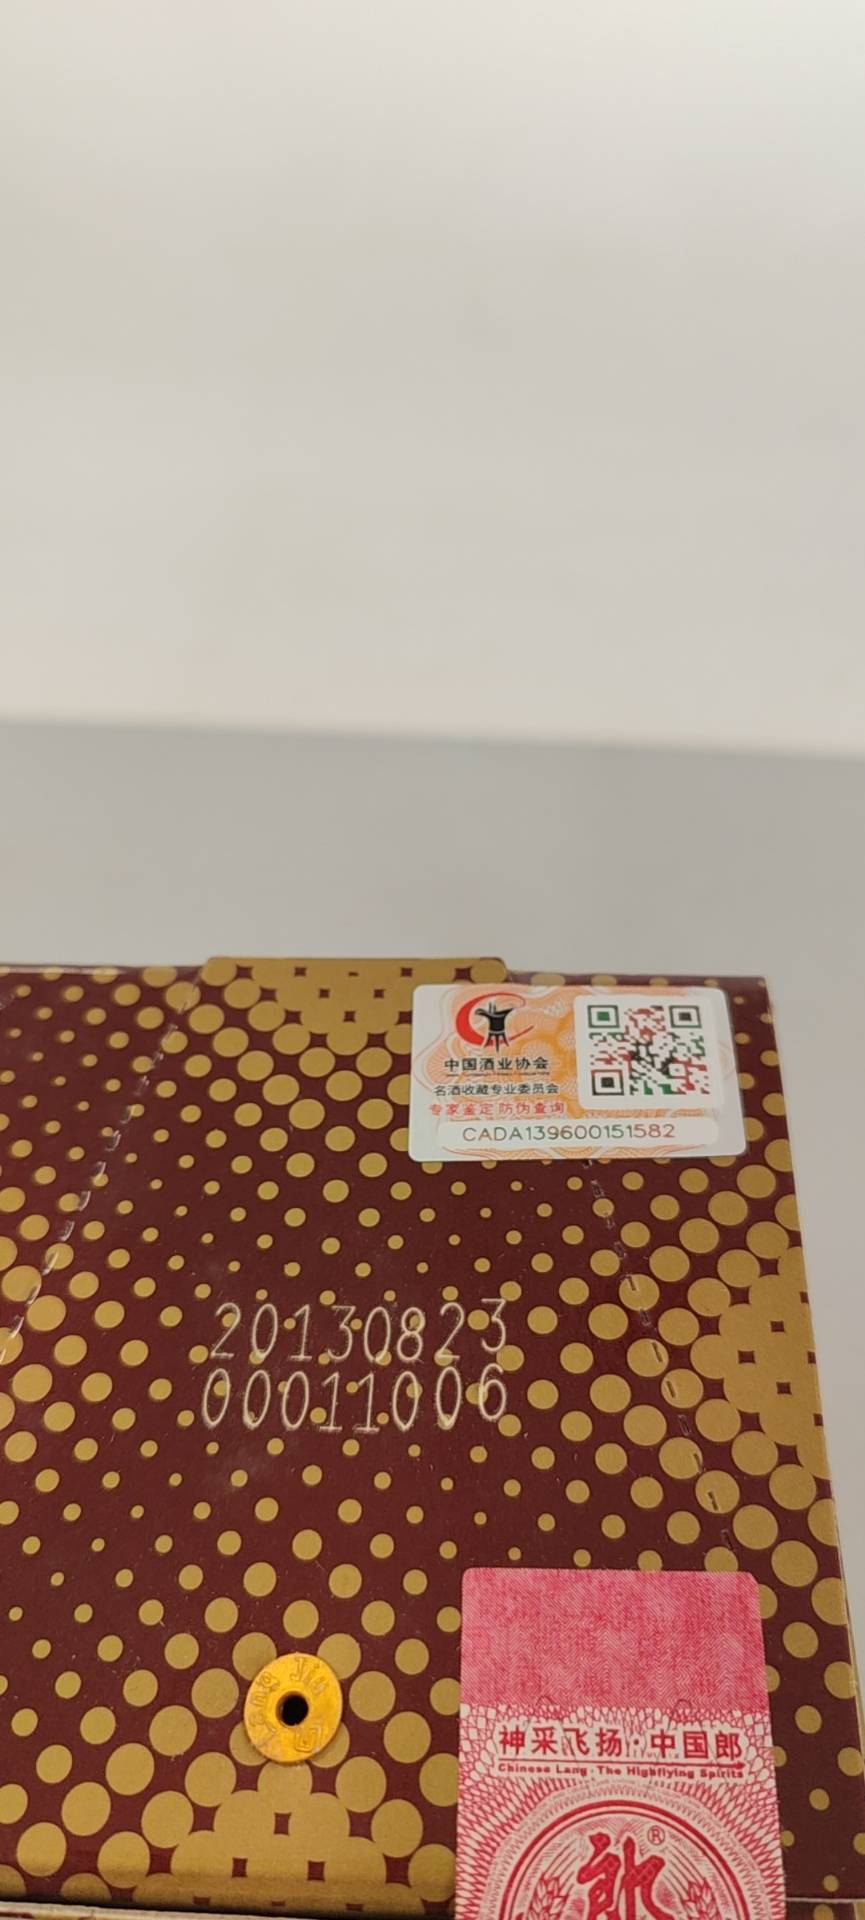 中国酒业协会
名酒收藏专业委员会
专家鉴定 防伪查询
CADA139600151582
20130823
00011006
Lang Jiu
神采飞扬·中国郎
Chinese Lang·The Highflying Spirits
郎®